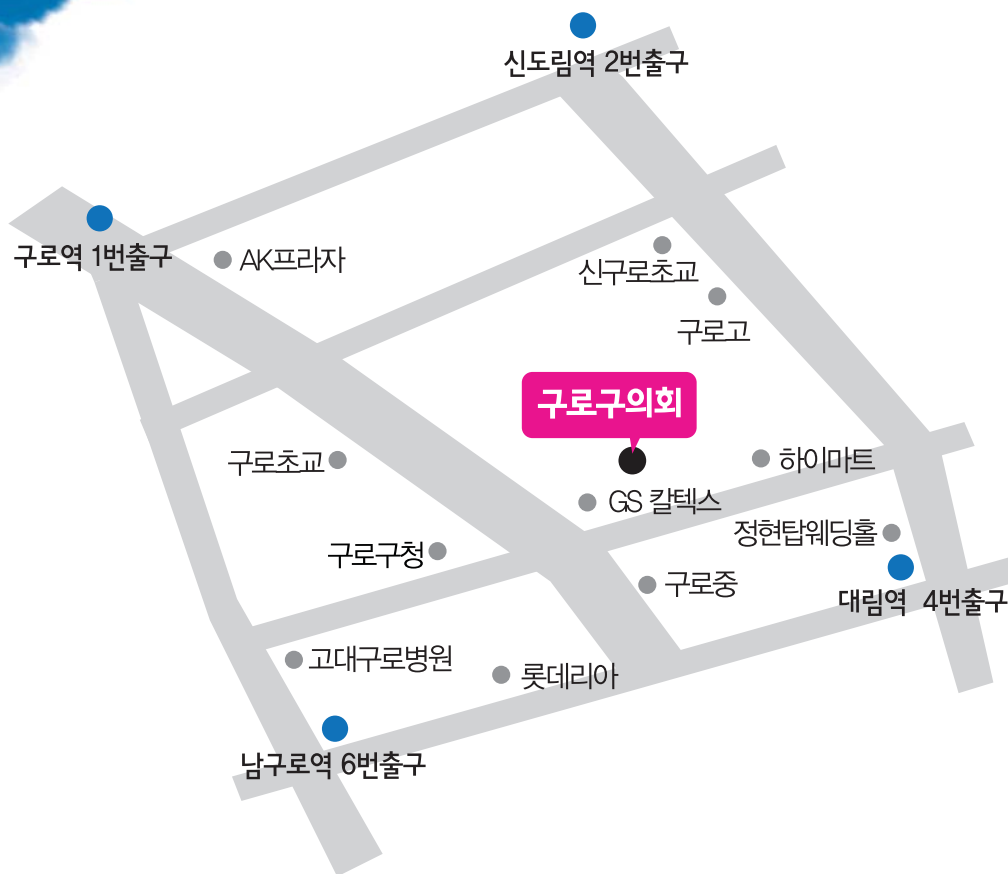 신도림역 2번출구
구로역 1번출구
AK프라자
신구로초교
구로고
구로구의회
구로초교
하이마트
GS 칼텍스
정현탑웨딩홀
구로구청
구로중
대림역 4번출구
고대구로병원
롯데리아
남구로역 6번출구